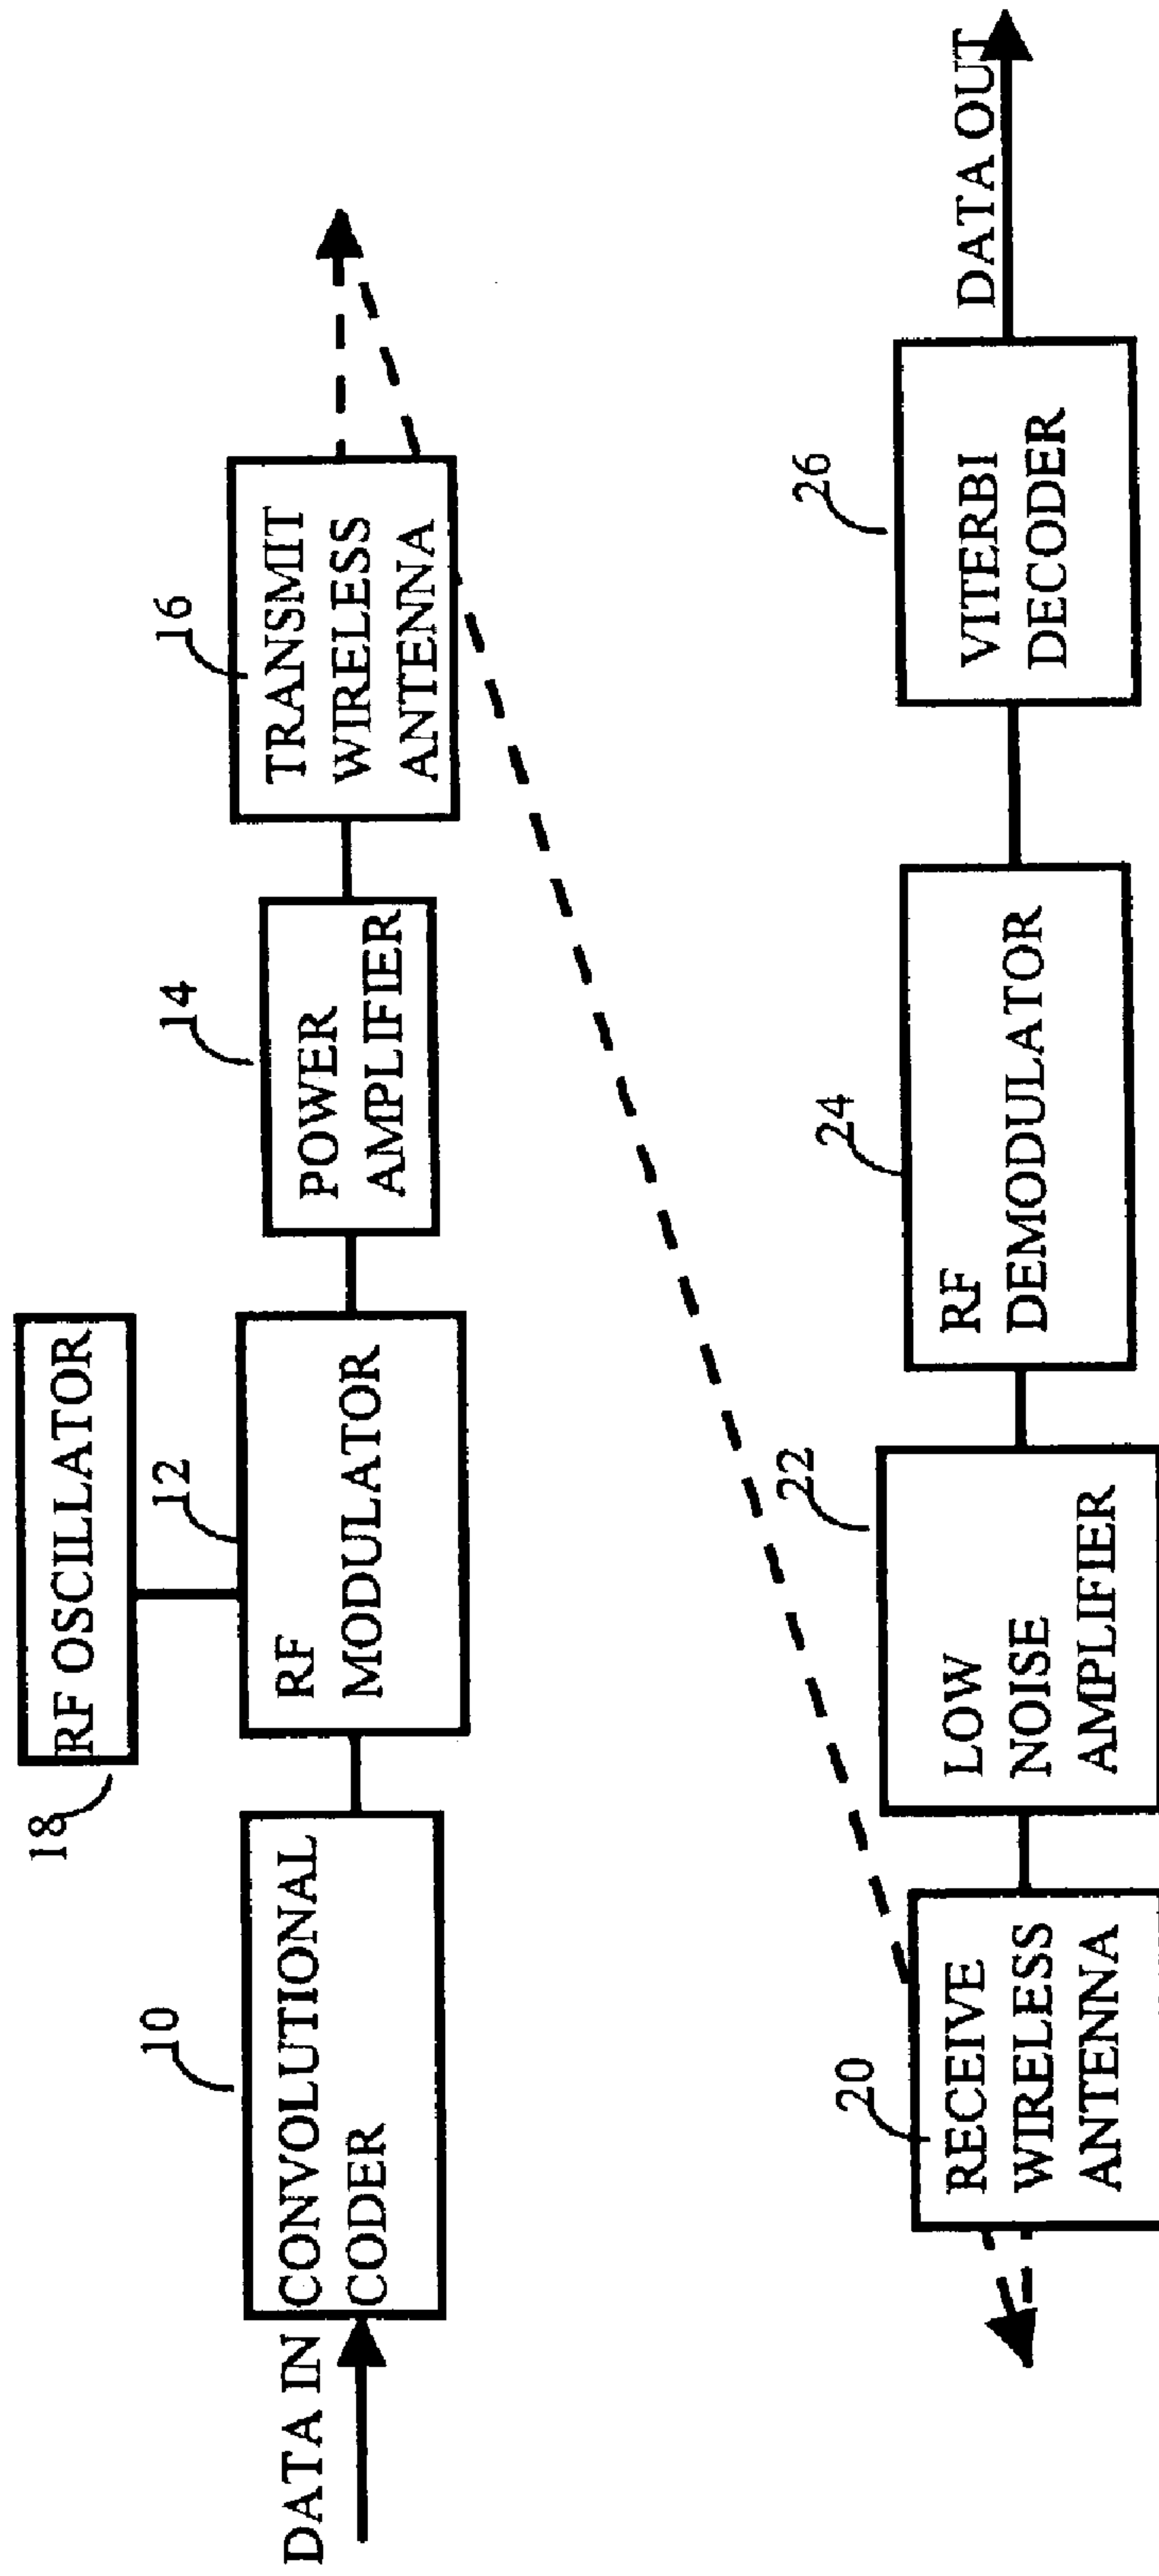 18
RF OSCILLATOR
DATA IN
10
CONVOLUTIONAL
CODER
12
RF
MODULATOR
14
POWER
AMPLIFIER
16
TRANSMIT
WIRELESS
ANTENNA
20
RECEIVE
WIRELESS
ANTENNA
22
LOW
NOISE
AMPLIFIER
24
RF
DEMODULATOR
26
VITERBI
DECODER
DATA OUT